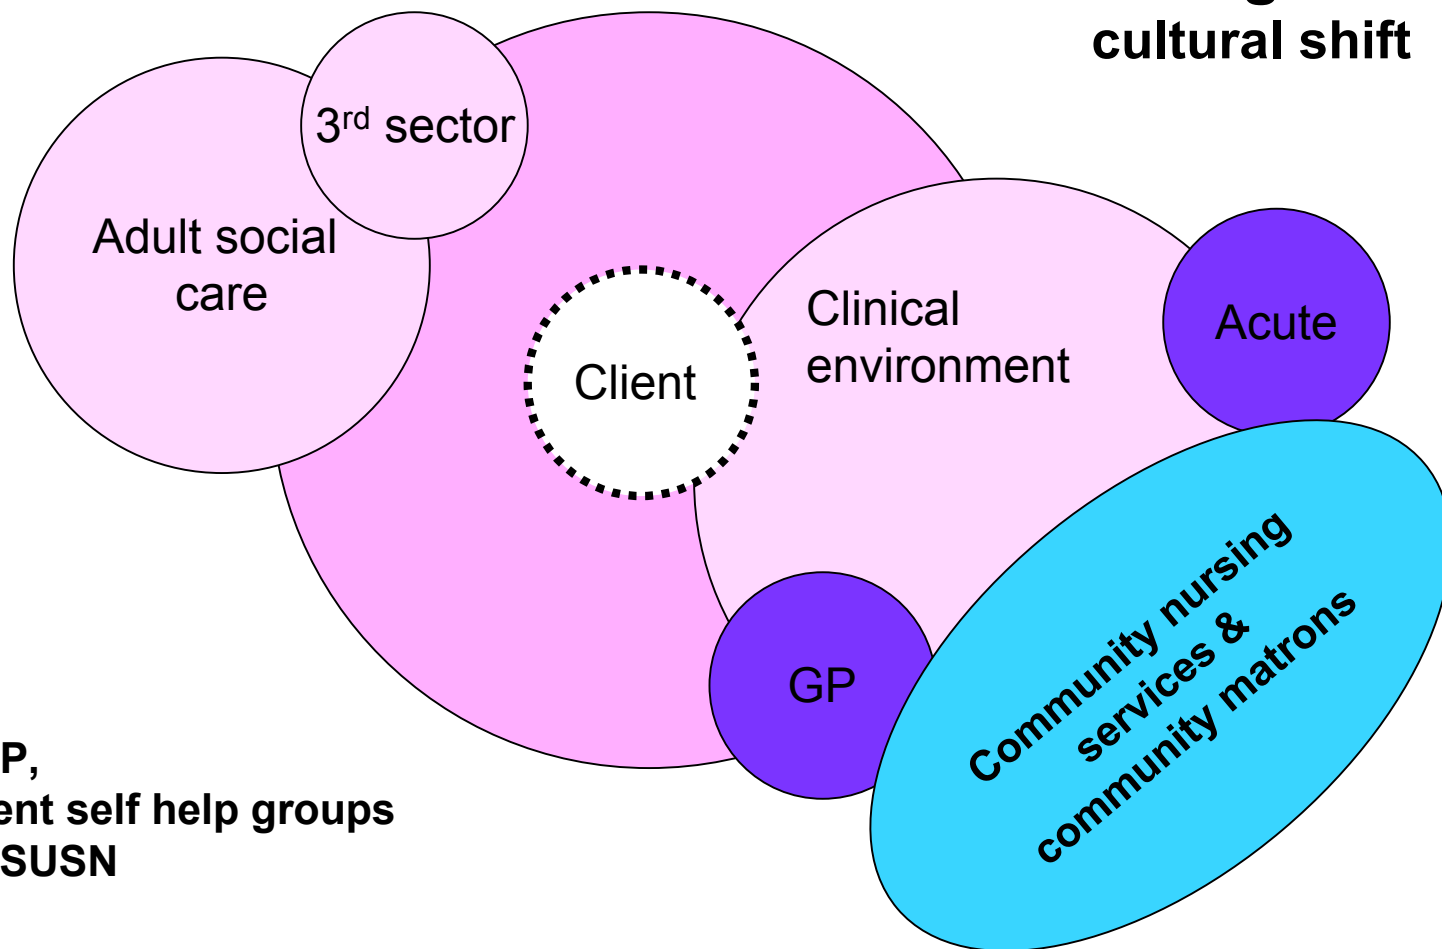 cultural shift
3rd sector
Adult social
care
Clinical
environment
Acute
Client
GP
Community nursing
services &
community matrons
P,
ent self help groups
SUSN